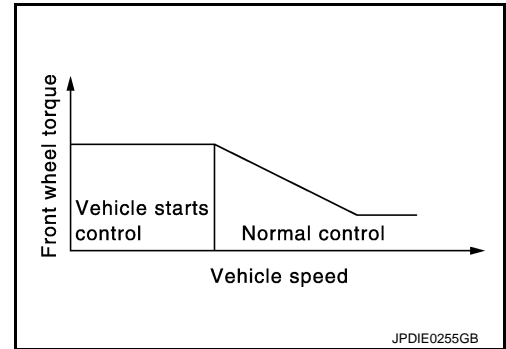 Front wheel torque
Vehicle starts
control
Normal control
Vehicle speed
JPDIE0255GB